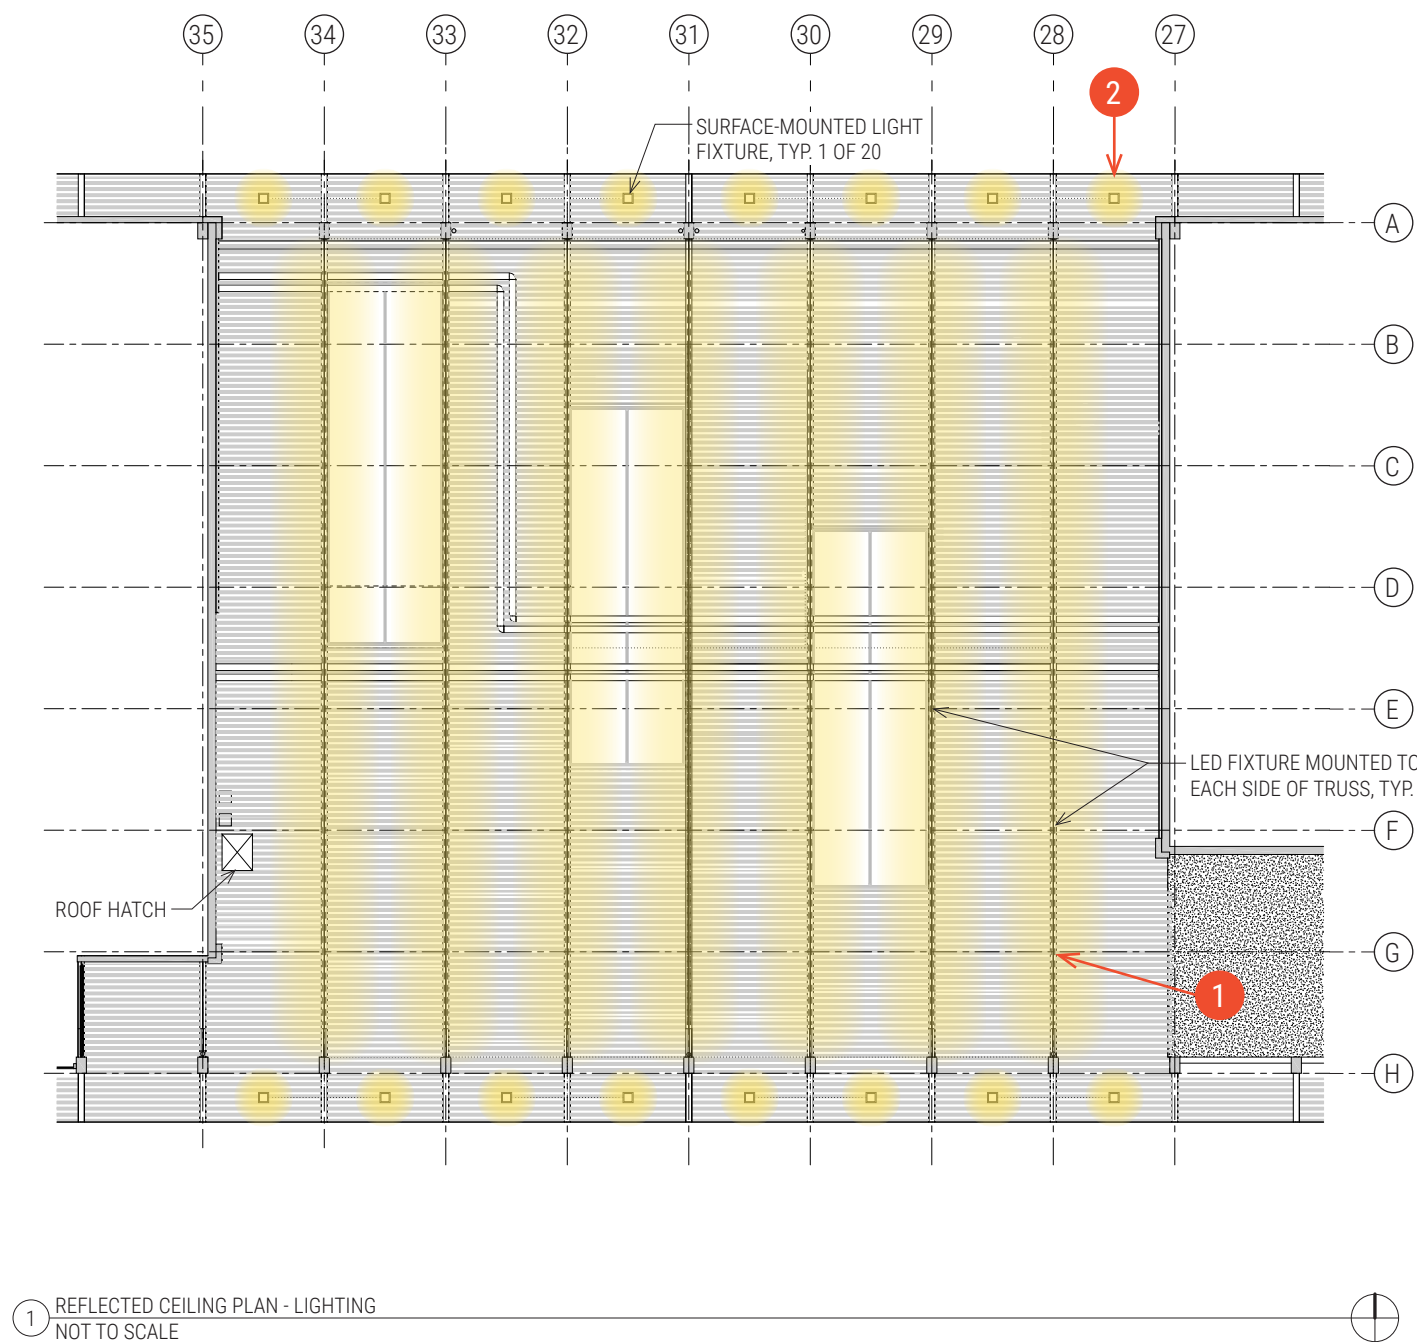 35 34 33 32 31 30 29 28 27
2
SURFACE-MOUNTED LIGHT
FIXTURE, TYP. 1 OF 20
A
B
C
D
E
LED FIXTURE MOUNTED TO
EACH SIDE OF TRUSS, TYP.
F
ROOF HATCH
G
1
H
1 REFLECTED CEILING PLAN - LIGHTING
NOT TO SCALE